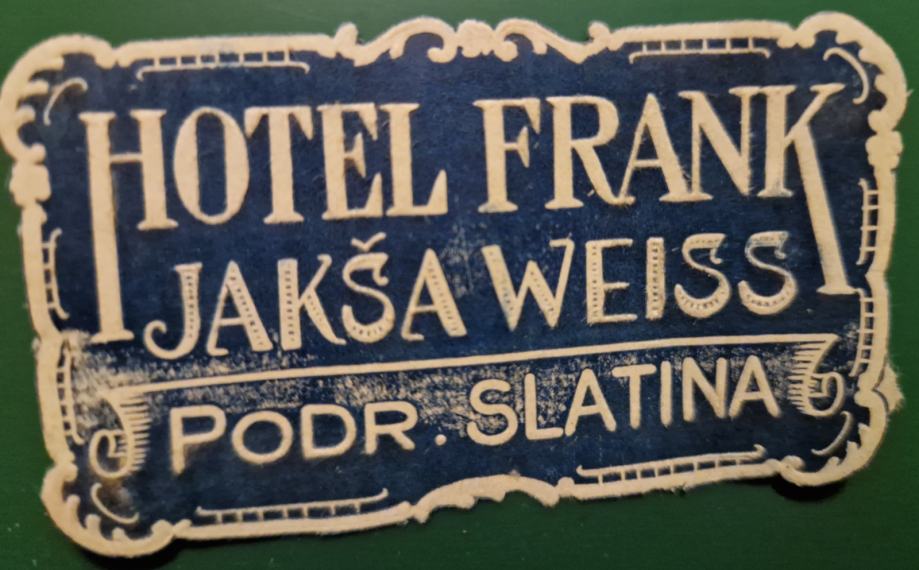 HOTEL FRANK
JAKŠA WEISS
PODR. SLATINA